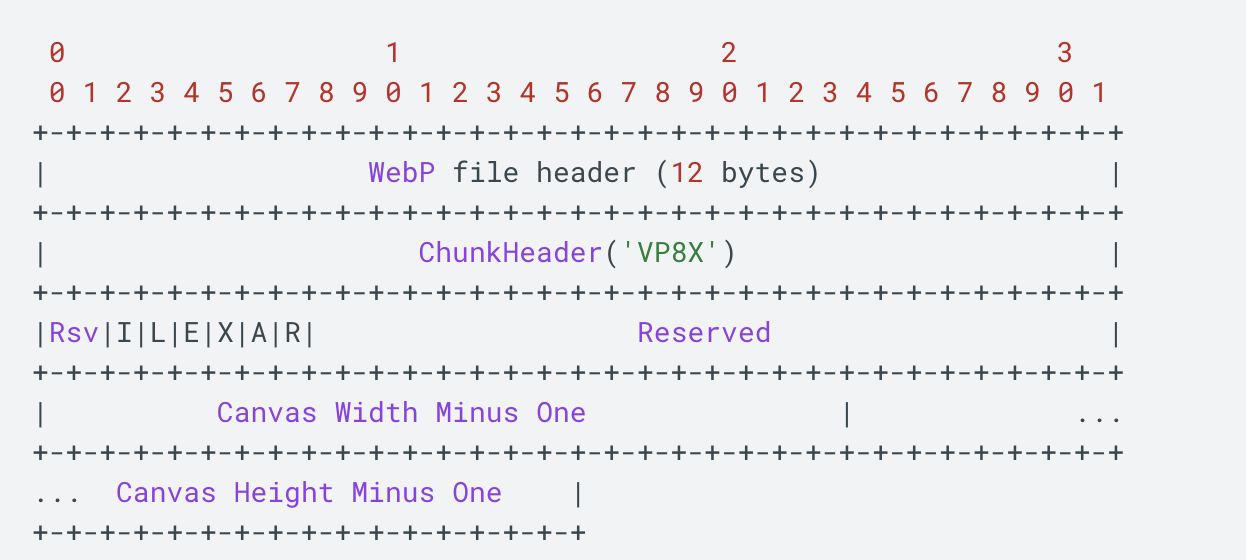 0                   1                   2                   3
 0 1 2 3 4 5 6 7 8 9 0 1 2 3 4 5 6 7 8 9 0 1 2 3 4 5 6 7 8 9 0 1
+-+-+-+-+-+-+-+-+-+-+-+-+-+-+-+-+-+-+-+-+-+-+-+-+-+-+-+-+-+-+-+-+
|                   WebP file header (12 bytes)                 |
+-+-+-+-+-+-+-+-+-+-+-+-+-+-+-+-+-+-+-+-+-+-+-+-+-+-+-+-+-+-+-+-+
|                      ChunkHeader('VP8X')                      |
+-+-+-+-+-+-+-+-+-+-+-+-+-+-+-+-+-+-+-+-+-+-+-+-+-+-+-+-+-+-+-+-+
|Rsv|I|L|E|X|A|R|                   Reserved                    |
+-+-+-+-+-+-+-+-+-+-+-+-+-+-+-+-+-+-+-+-+-+-+-+-+-+-+-+-+-+-+-+-+
|          Canvas Width Minus One               |             ...
+-+-+-+-+-+-+-+-+-+-+-+-+-+-+-+-+-+-+-+-+-+-+-+-+-+-+-+-+-+-+-+-+
...  Canvas Height Minus One    |
+-+-+-+-+-+-+-+-+-+-+-+-+-+-+-+-+